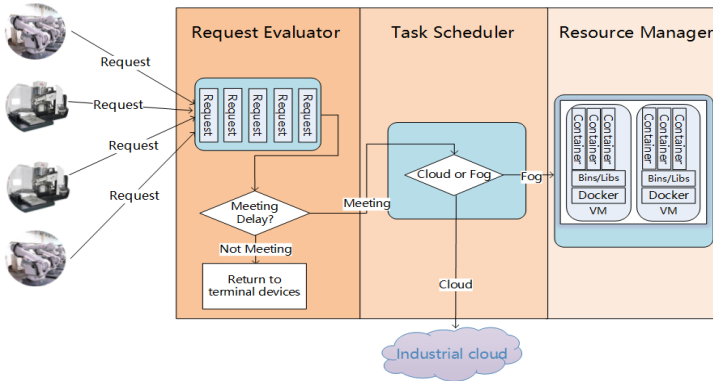 Request Evaluator
Task Scheduler
Resource Manager
Request
Request
Request
Request
Request
Request
Request
Request
Request
Meeting
Delay?
Meeting
Not Meeting
Return to
terminal devices
Cloud or Fog
Fog
Cloud
Industrial cloud
Container
Container
Container
Bins/Libs
Docker
VM
Container
Container
Container
Bins/Libs
Docker
VM